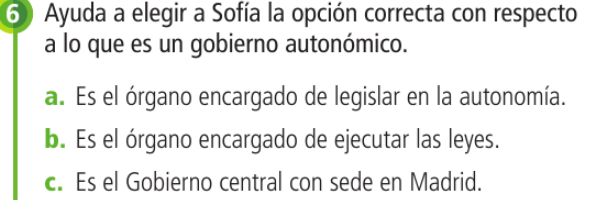 6 Ayuda a elegir a Sofía la opción correcta con respecto
a lo que es un gobierno autonómico.
a. Es el órgano encargado de legislar en la autonomía.
b. Es el órgano encargado de ejecutar las leyes.
c. Es el Gobierno central con sede en Madrid.